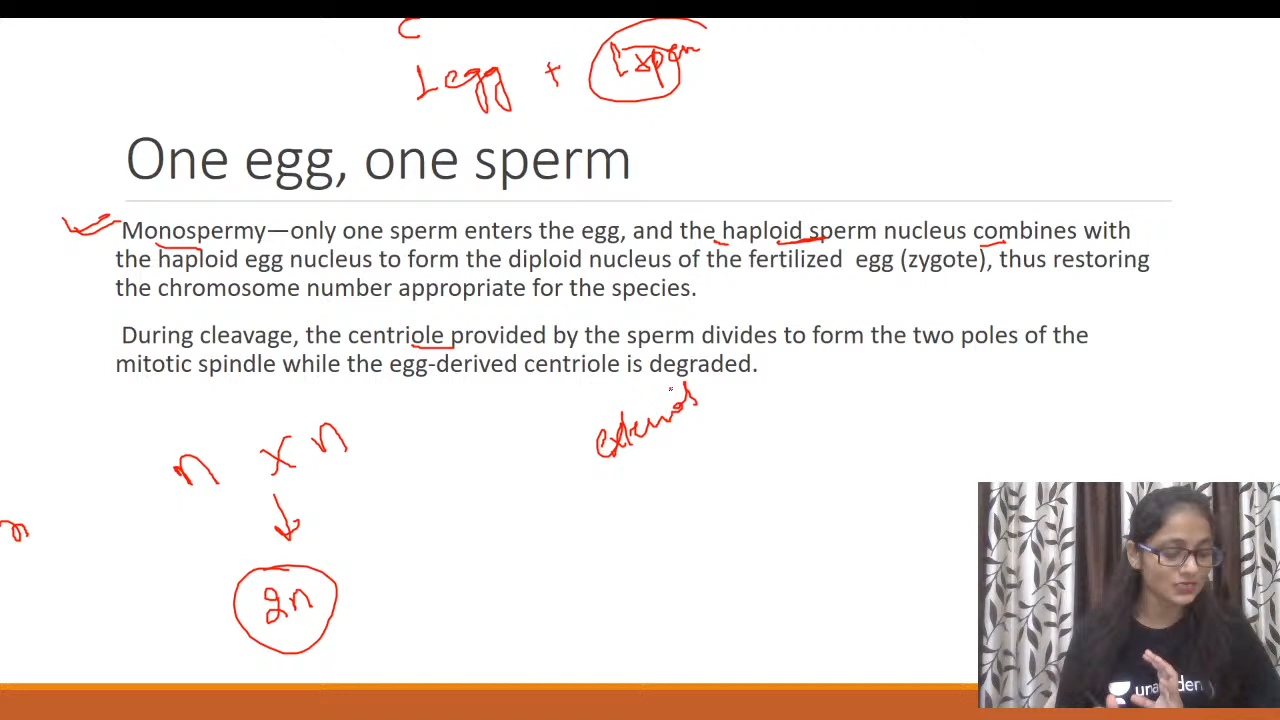 1 egg + 1 sperm
One egg, one sperm
Monospermy—only one sperm enters the egg, and the haploid sperm nucleus combines with
the haploid egg nucleus to form the diploid nucleus of the fertilized egg (zygote), thus restoring
the chromosome number appropriate for the species.
During cleavage, the centriole provided by the sperm divides to form the two poles of the
mitotic spindle while the egg-derived centriole is degraded.
external
n x n
2n